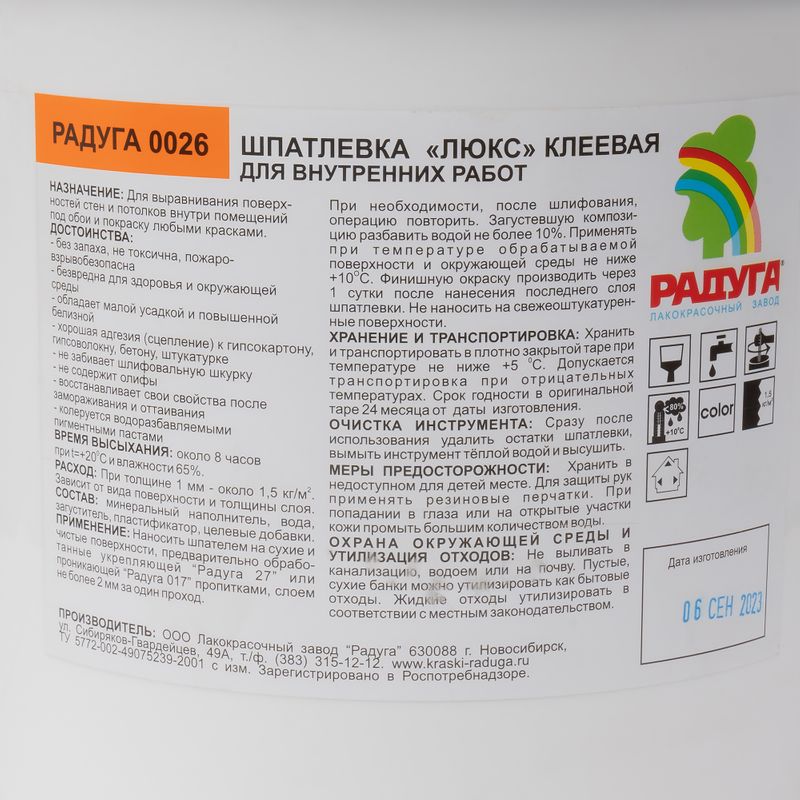 РАДУГА 0026
ШПАТЛЕВКА «ЛЮКС» КЛЕЕВАЯ
ДЛЯ ВНУТРЕННИХ РАБОТ
НАЗНАЧЕНИЕ: Для выравнивания поверх-
ностей стен и потолков внутри помещений
под обои и покраску любыми красками.
ДОСТОИНСТВА:
- без запаха, не токсична, пожаро-
взрывобезопасна
- безвредна для здоровья и окружающей
среды
- обладает малой усадкой и повышенной
белизной
- хорошая адгезия (сцепление) к гипсокартону,
гипсоволокну, бетону, штукатурке
- не забивает шлифовальную шкурку
- не содержит олифы
- восстанавливает свои свойства после
замораживания и оттаивания
- колеруется водоразбавляемыми
пигментными пастами
ВРЕМЯ ВЫСЫХАНИЯ: около 8 часов
при t=+20°С и влажности 65%.
РАСХОД: При толщине 1 мм - около 1,5 кг/м².
Зависит от вида поверхности и толщины слоя.
СОСТАВ: минеральный наполнитель, вода,
загуститель, пластификатор, целевые добавки.
ПРИМЕНЕНИЕ: Наносить шпателем на сухие и
чистые поверхности, предварительно обрабо-
танные укрепляющей "Радуга 27" или
проникающей "Радуга 017" пропитками, слоем
не более 2 мм за один проход.
При необходимости, после шлифования,
операцию повторить. Загустевшую компози-
цию разбавить водой не более 10%. Применять
при температуре обрабатываемой
поверхности и окружающей среды не ниже
+10°С. Финишную окраску производить через
1 сутки после нанесения последнего слоя
шпатлевки. Не наносить на свежеоштукатурен-
ные поверхности.
ХРАНЕНИЕ И ТРАНСПОРТИРОВКА: Хранить
и транспортировать в плотно закрытой таре при
температуре не ниже +5 °С. Допускается
транспортировка при отрицательных
температурах. Срок годности в оригинальной
таре 24 месяца от даты изготовления.
ОЧИСТКА ИНСТРУМЕНТА: Сразу после
использования удалить остатки шпатлевки,
вымыть инструмент тёплой водой и высушить.
МЕРЫ ПРЕДОСТОРОЖНОСТИ: Хранить в
недоступном для детей месте. Для защиты рук
применять резиновые перчатки. При
попадании в глаза или на открытые участки
кожи промыть большим количеством воды.
ОХРАНА ОКРУЖАЮЩЕЙ СРЕДЫ И
УТИЛИЗАЦИЯ ОТХОДОВ: Не выливать в
канализацию, водоем или на почву. Пустые,
сухие банки можно утилизировать как бытовые
отходы. Жидкие отходы утилизировать в
соответствии с местным законодательством.
РАДУГА®
ЛАКОКРАСОЧНЫЙ ЗАВОД
<80%
+10°С
color
1,5
кг/м²
Дата изготовления
06 СЕН 2023
ПРОИЗВОДИТЕЛЬ: ООО Лакокрасочный завод "Радуга" 630088 г. Новосибирск,
ул. Сибиряков-Гвардейцев, 49А, т./ф. (383) 315-12-12. www.kraski-raduga.ru
ТУ 5772-002-49075239-2001 с изм. Зарегистрировано в Роспотребнадзоре.